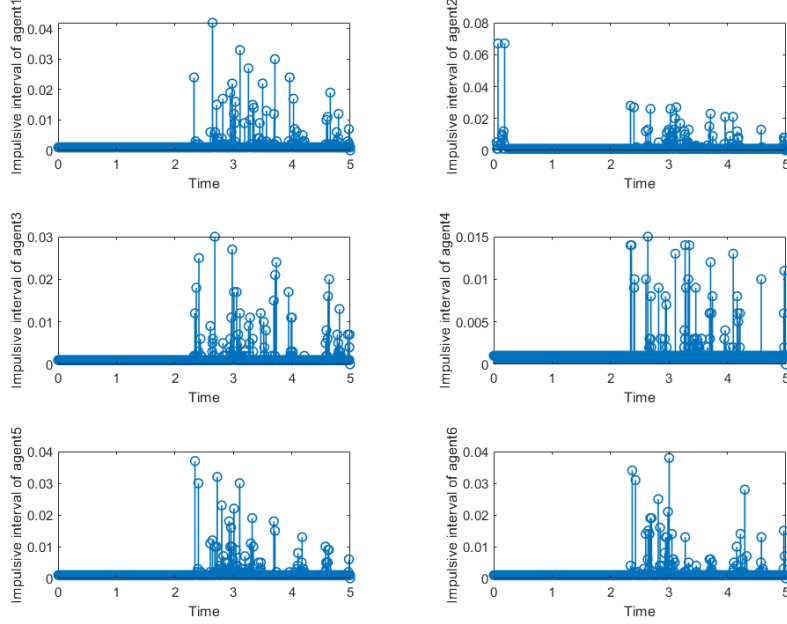 Impulsive interval of agent1
0.04
0.03
0.02
0.01
0
0 1 2 3 4 5
Time
Impulsive interval of agent2
0.08
0.06
0.04
0.02
0
0 1 2 3 4 5
Time
Impulsive interval of agent3
0.03
0.02
0.01
0
0 1 2 3 4 5
Time
Impulsive interval of agent4
0.015
0.01
0.005
0
0 1 2 3 4 5
Time
Impulsive interval of agent5
0.04
0.03
0.02
0.01
0
0 1 2 3 4 5
Time
Impulsive interval of agent6
0.04
0.03
0.02
0.01
0
0 1 2 3 4 5
Time